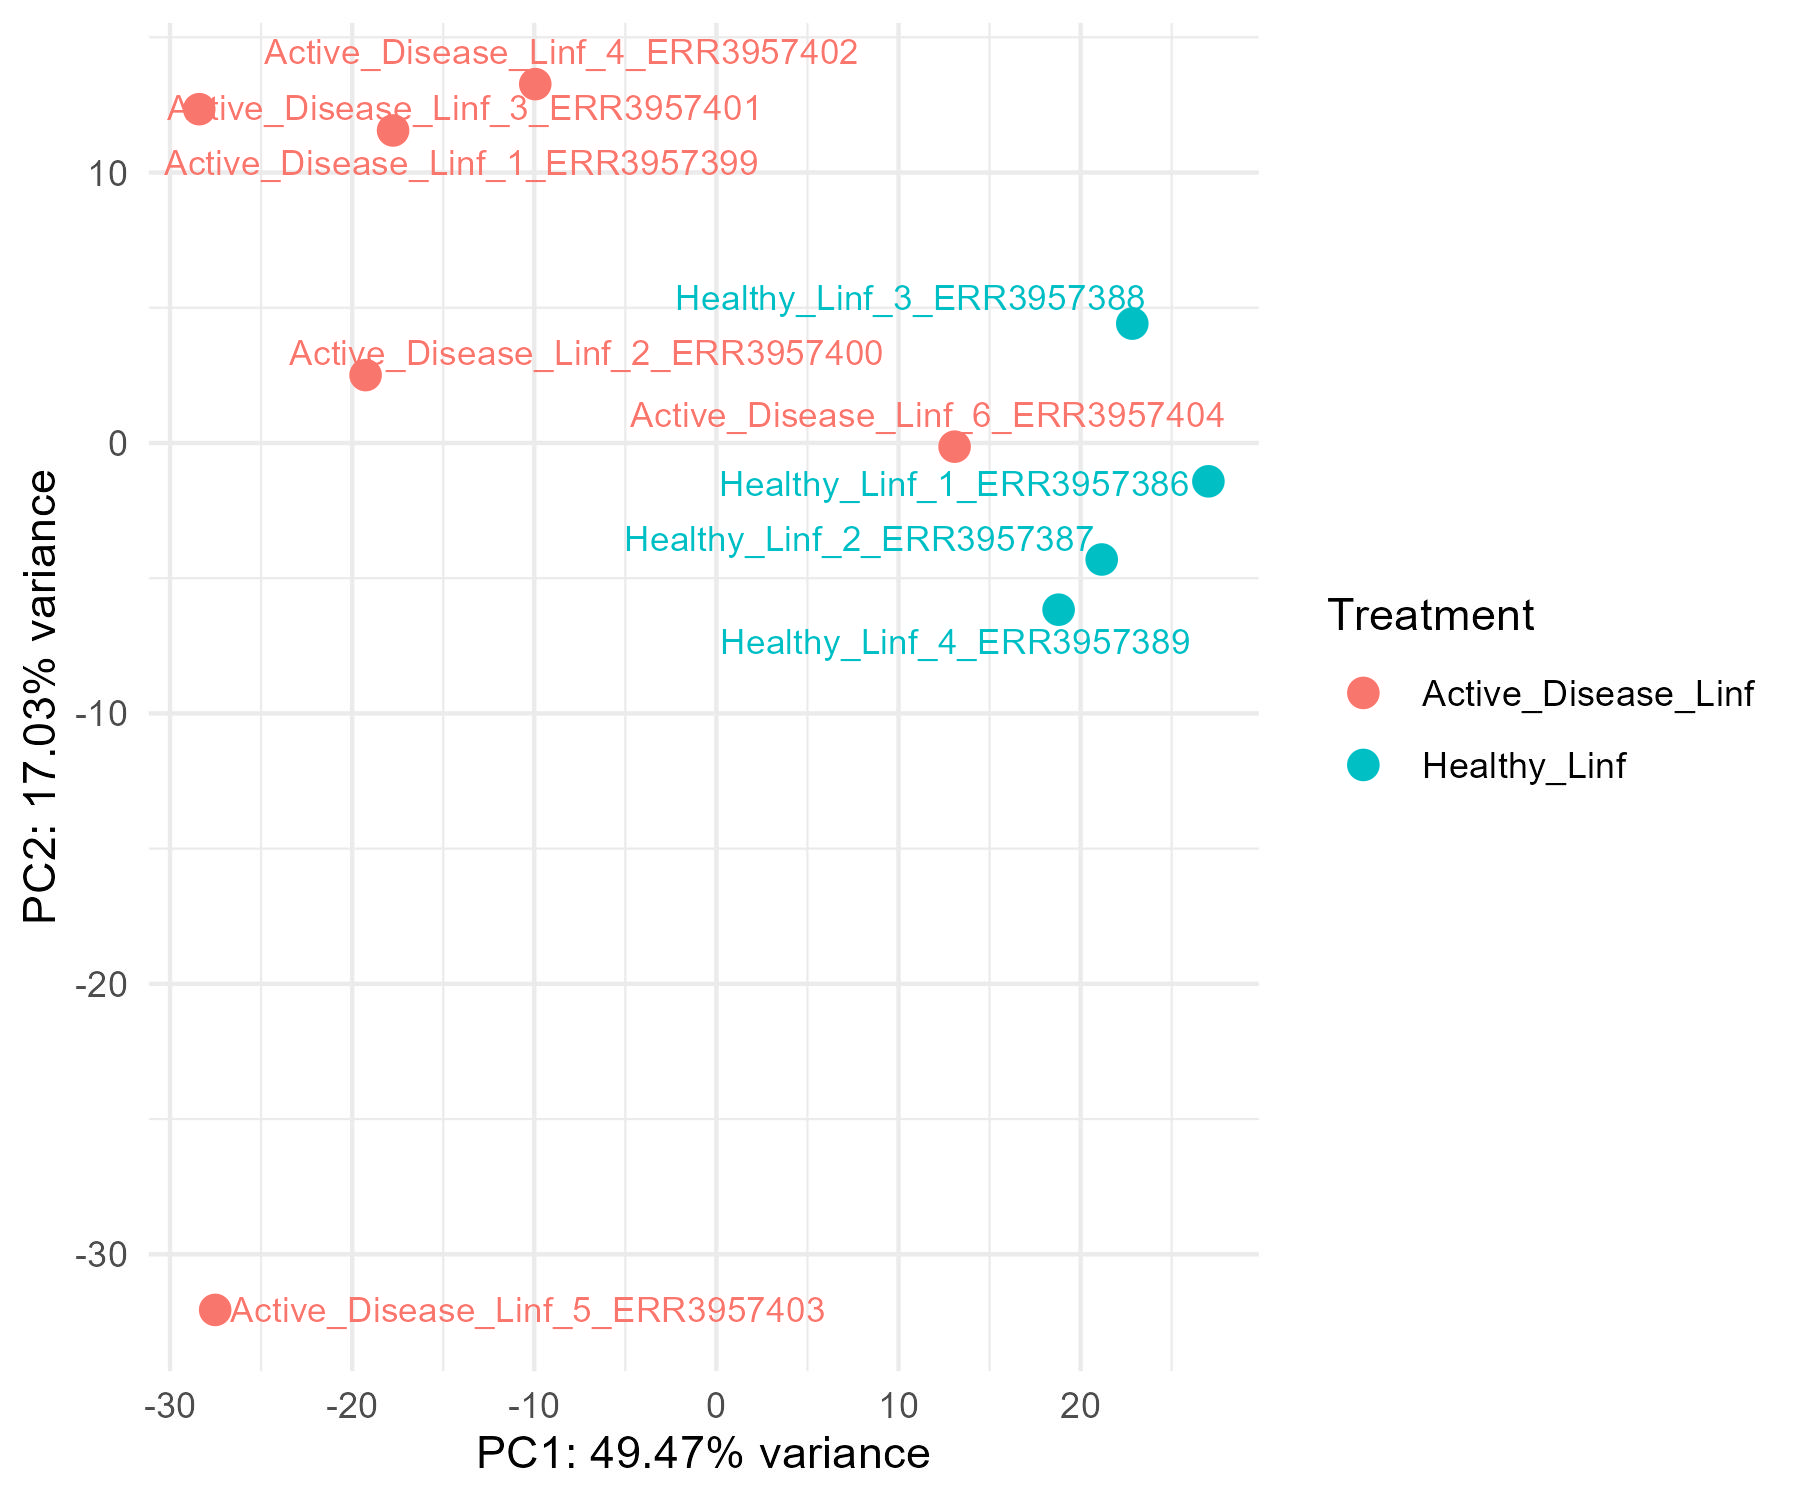 Active_Disease_Linf_4_ERR3957402
Active_Disease_Linf_3_ERR3957401
Active_Disease_Linf_1_ERR3957399
10
Healthy_Linf_3_ERR3957388
Active_Disease_Linf_2_ERR3957400
Active_Disease_Linf_6_ERR3957404
0
Healthy_Linf_1_ERR3957386
Healthy_Linf_2_ERR3957387
Healthy_Linf_4_ERR3957389
-10
-20
-30
Active_Disease_Linf_5_ERR3957403
-30 -20 -10 0 10 20
PC1: 49.47% variance
PC2: 17.03% variance
Treatment
Active_Disease_Linf
Healthy_Linf